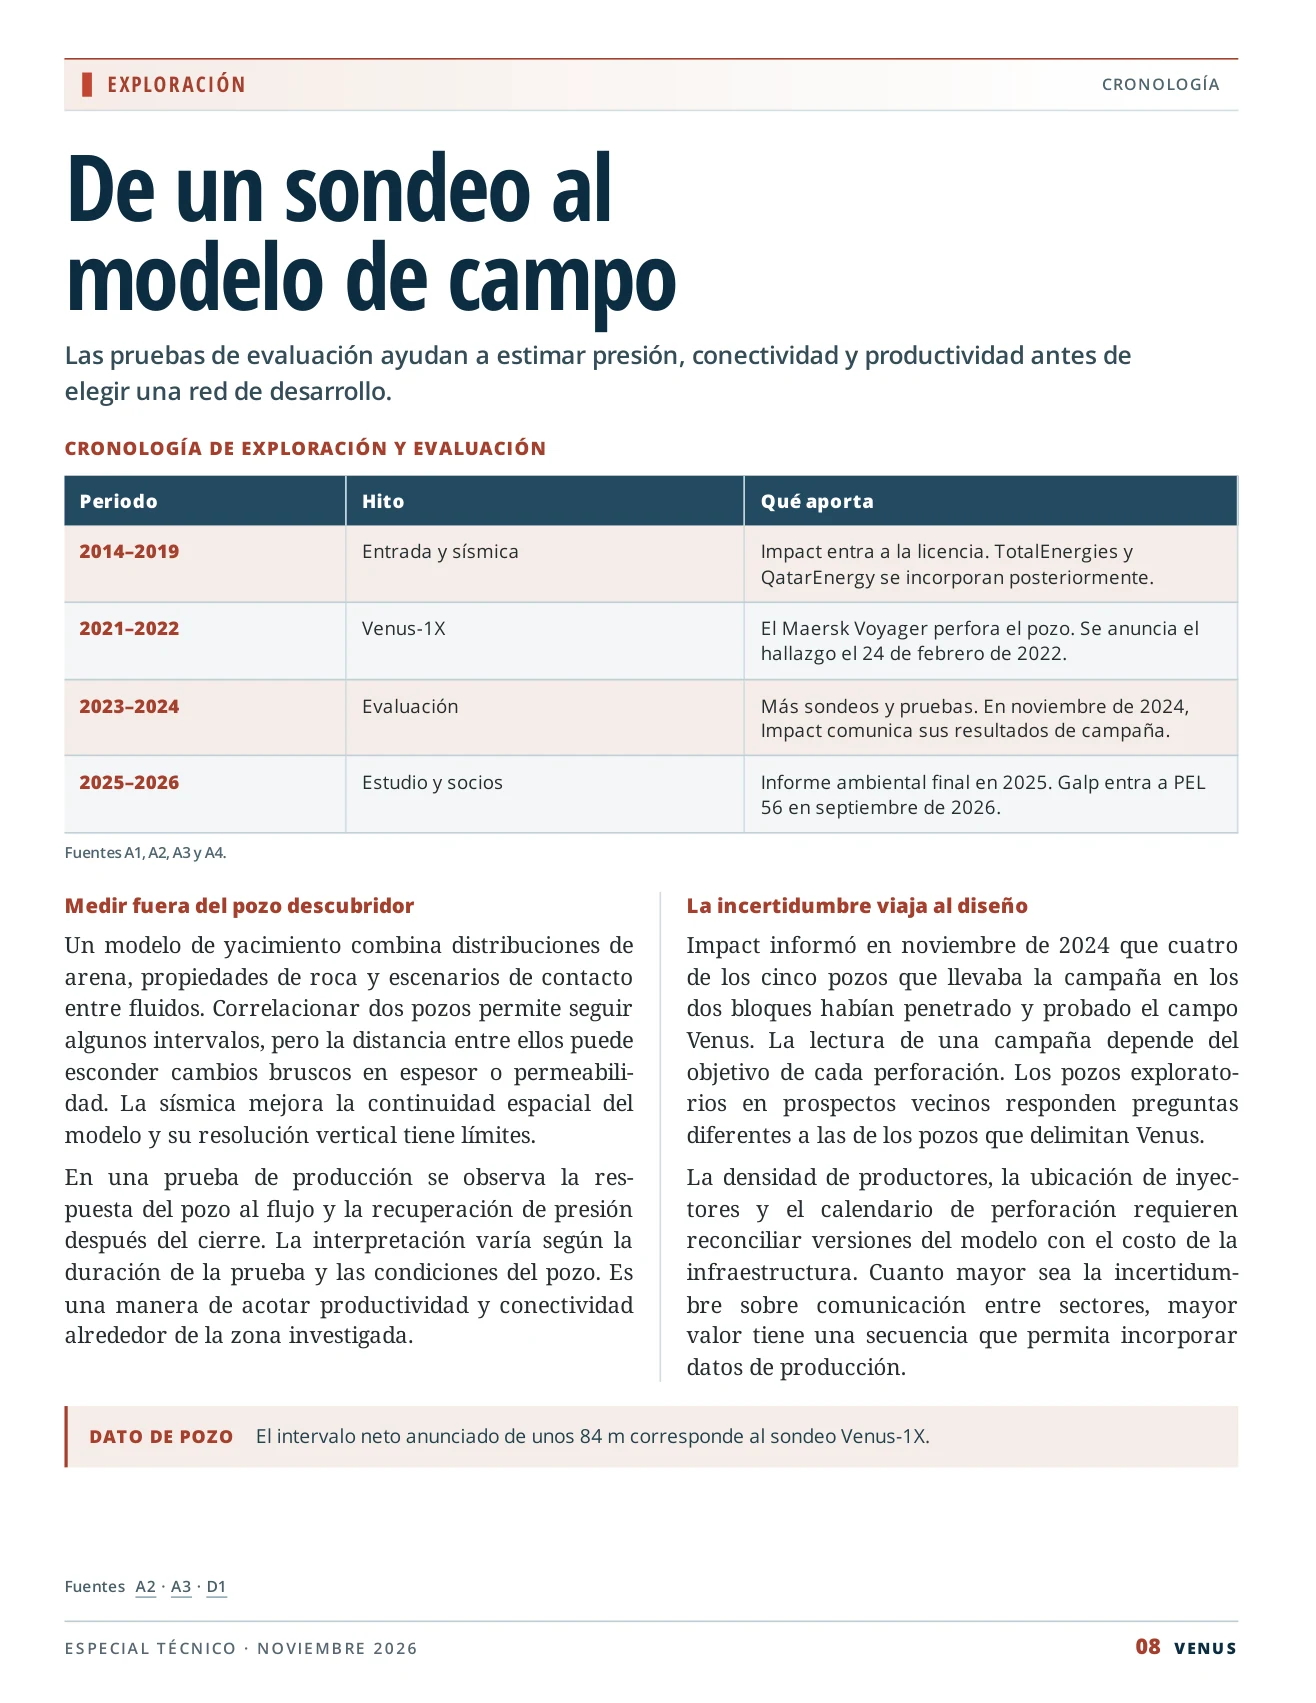 EXPLORACIÓN
CRONOLOGÍA
De un sondeo al
modelo de campo
Las pruebas de evaluación ayudan a estimar presión, conectividad y productividad antes de
elegir una red de desarrollo.
CRONOLOGÍA DE EXPLORACIÓN Y EVALUACIÓN
Periodo Hito Qué aporta
2014–2019 Entrada y sísmica Impact entra a la licencia. TotalEnergies y
QatarEnergy se incorporan posteriormente.
2021–2022 Venus-1X El Maersk Voyager perfora el pozo. Se anuncia el
hallazgo el 24 de febrero de 2022.
2023–2024 Evaluación Más sondeos y pruebas. En noviembre de 2024,
Impact comunica sus resultados de campaña.
2025–2026 Estudio y socios Informe ambiental final en 2025. Galp entra a PEL
56 en septiembre de 2026.
Fuentes A1, A2, A3 y A4.
Medir fuera del pozo descubridor
Un modelo de yacimiento combina distribuciones de
arena, propiedades de roca y escenarios de contacto
entre fluidos. Correlacionar dos pozos permite seguir
algunos intervalos, pero la distancia entre ellos puede
esconder cambios bruscos en espesor o permeabili-
dad. La sísmica mejora la continuidad espacial del
modelo y su resolución vertical tiene límites.
En una prueba de producción se observa la res-
puesta del pozo al flujo y la recuperación de presión
después del cierre. La interpretación varía según la
duración de la prueba y las condiciones del pozo. Es
una manera de acotar productividad y conectividad
alrededor de la zona investigada.
La incertidumbre viaja al diseño
Impact informó en noviembre de 2024 que cuatro
de los cinco pozos que llevaba la campaña en los
dos bloques habían penetrado y probado el campo
Venus. La lectura de una campaña depende del
objetivo de cada perforación. Los pozos explorato-
rios en prospectos vecinos responden preguntas
diferentes a las de los pozos que delimitan Venus.
La densidad de productores, la ubicación de inyec-
tores y el calendario de perforación requieren
reconciliar versiones del modelo con el costo de la
infraestructura. Cuanto mayor sea la incertidum-
bre sobre comunicación entre sectores, mayor
valor tiene una secuencia que permita incorporar
datos de producción.
DATO DE POZO El intervalo neto anunciado de unos 84 m corresponde al sondeo Venus-1X.
Fuentes A2 · A3 · D1
ESPECIAL TÉCNICO · NOVIEMBRE 2026
08 VENUS